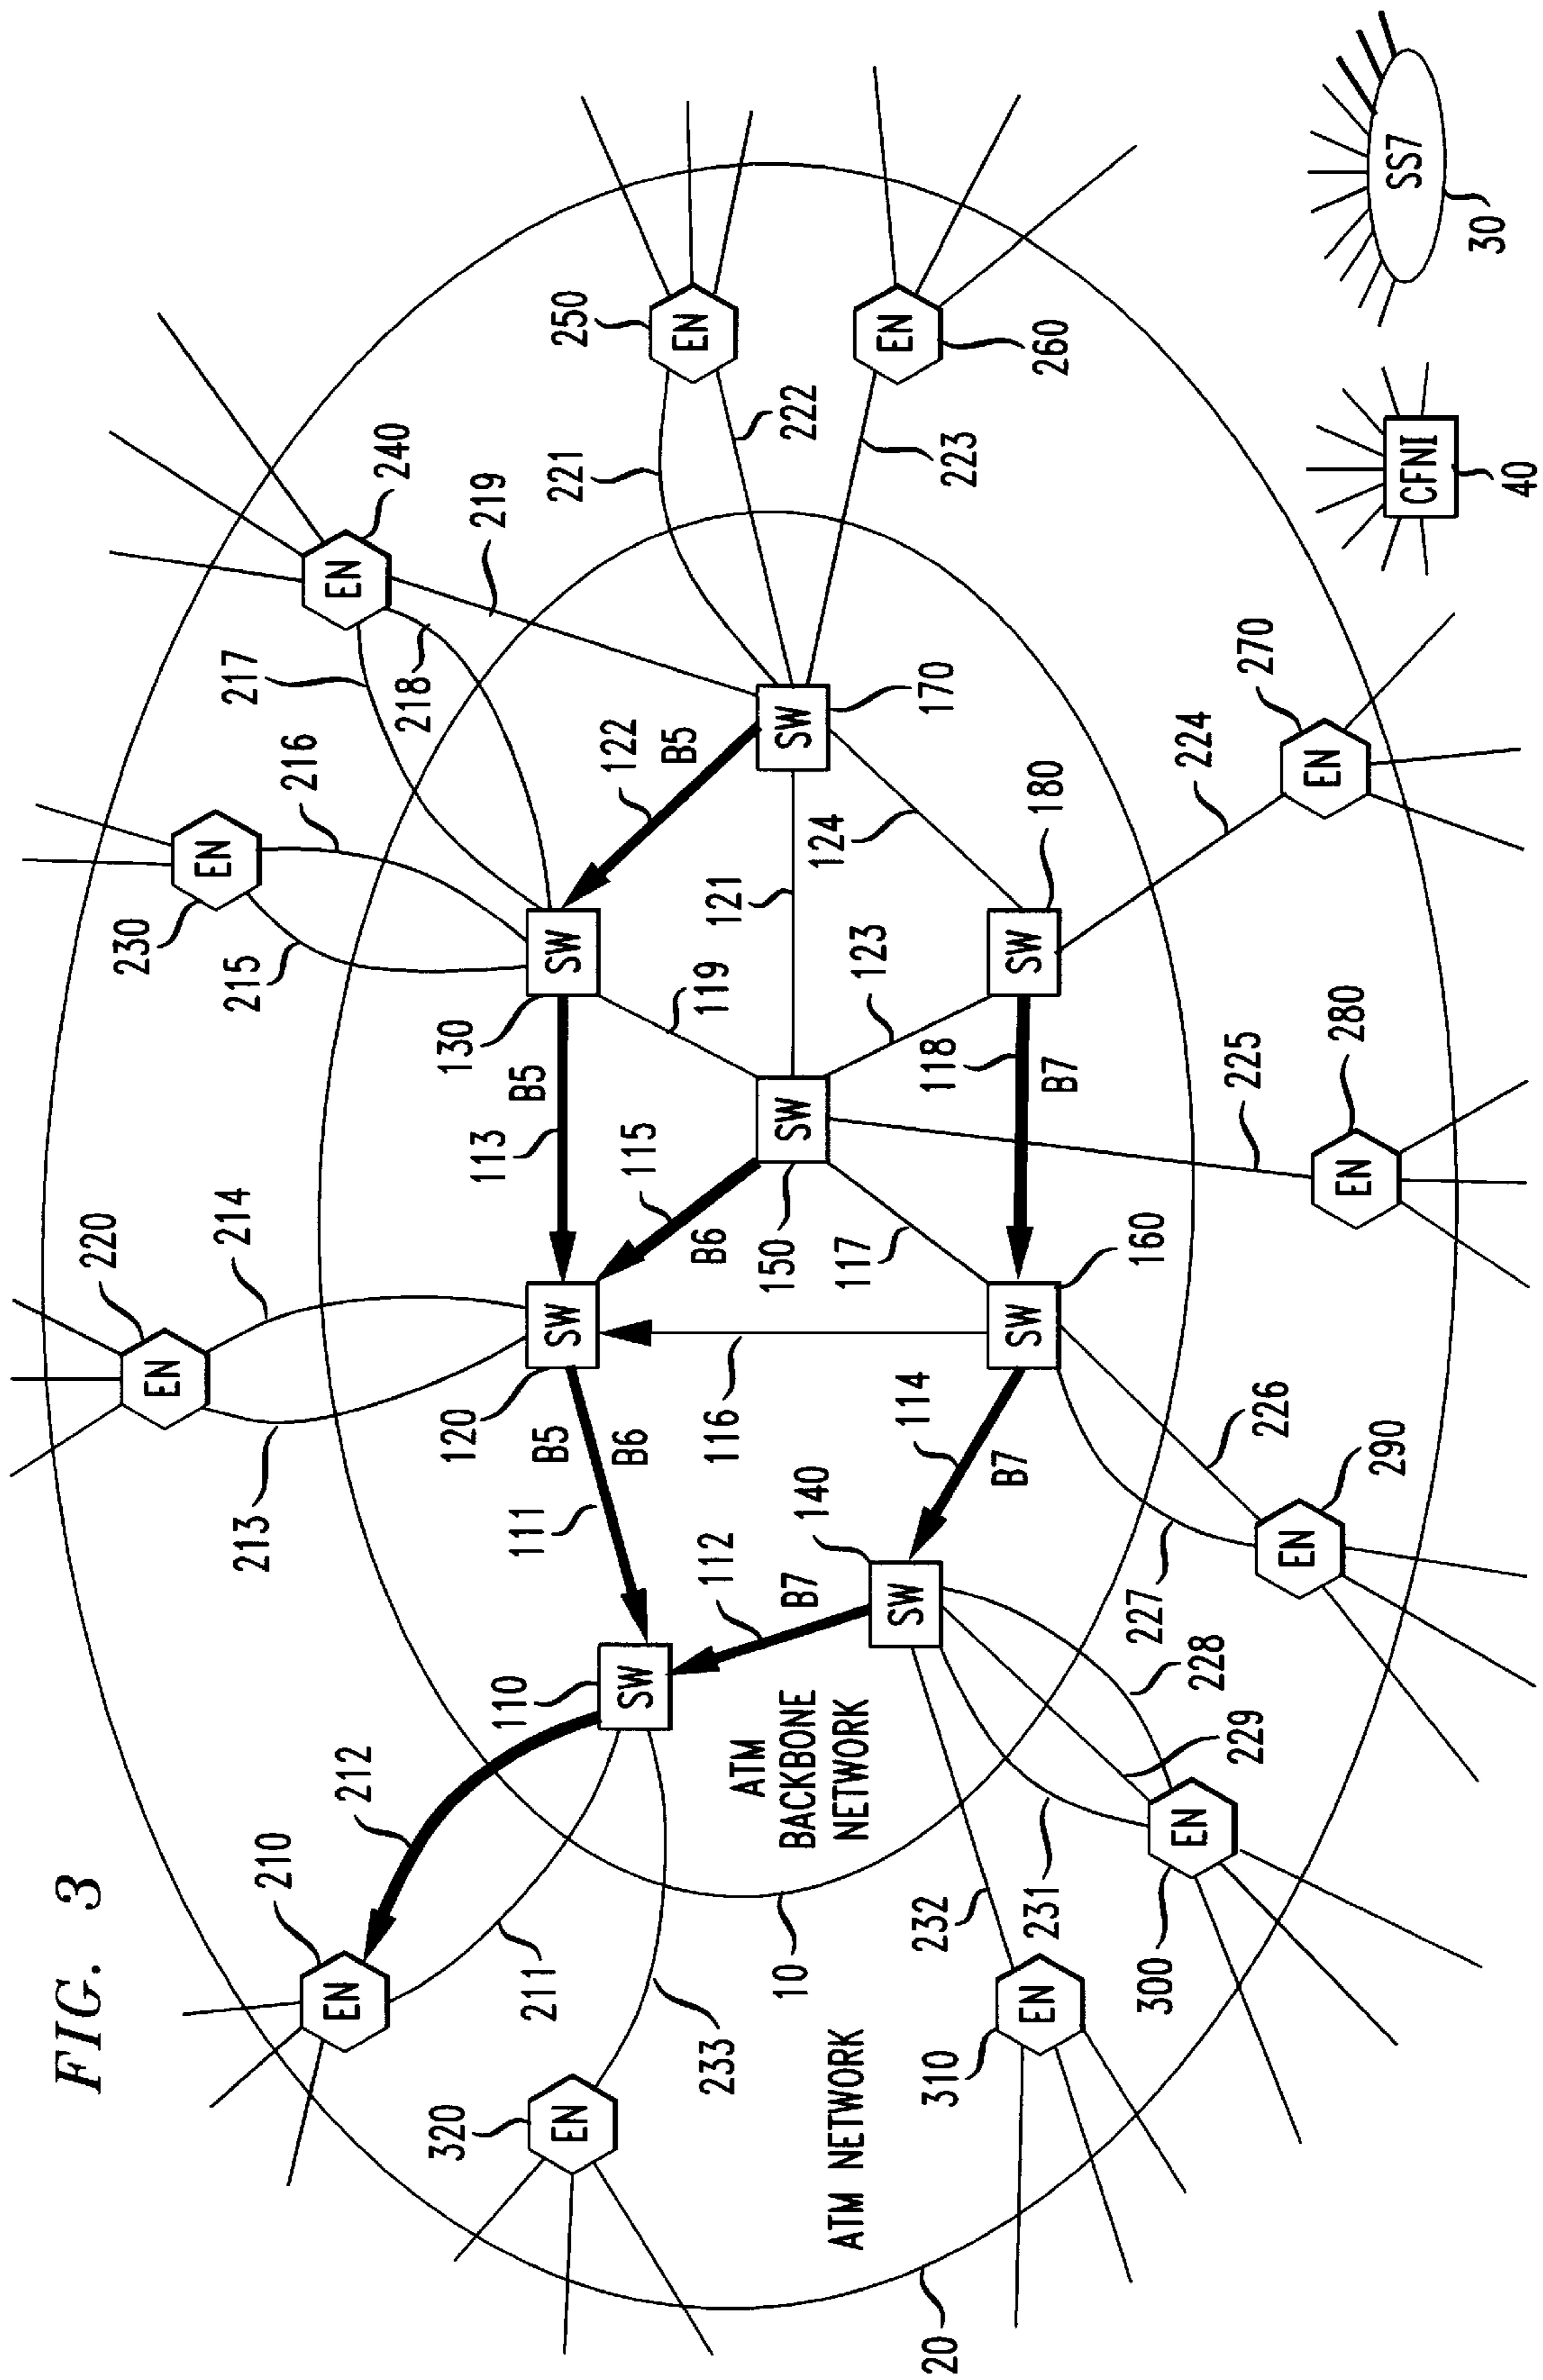 FIG. 3
220
EN
214
213
230
EN
216
215
217
218
240
EN
219
250
EN
221
222
260
EN
223
210
EN
212
211
320
EN
233
110
SW
111
B5
B6
120
SW
113
B5
130
SW
122
B5
170
SW
115
B6
150
SW
119
121
124
123
180
SW
116
117
118
B7
160
SW
114
B7
140
SW
112
B7
ATM
BACKBONE
NETWORK
10
ATM NETWORK
20
232
231
310
EN
300
EN
229
228
227
226
290
EN
225
280
EN
224
270
EN
CFNI
40
SS7
30